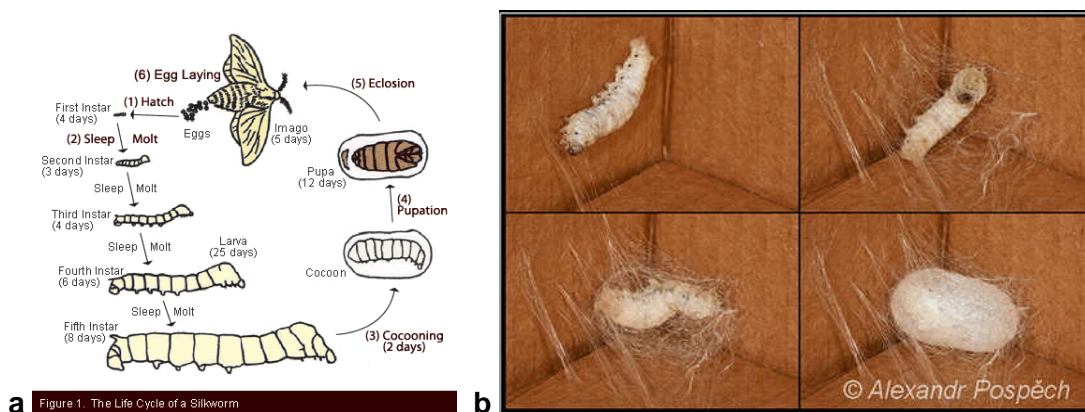 (6) Egg Laying
(5) Eclosion
(1) Hatch
First Instar
(4 days)
Eggs
Imago
(5 days)
(2) Sleep Molt
Second Instar
(3 days)
Pupa
(12 days)
Sleep Molt
(4)
Pupation
Third Instar
(4 days)
Sleep Molt
Larva
(25 days)
Fourth Instar
(6 days)
Cocoon
Sleep Molt
Fifth Instar
(8 days)
(3) Cocooning
(2 days)
a
Figure 1. The Life Cycle of a Silkworm
b
© Alexandr Pospěch